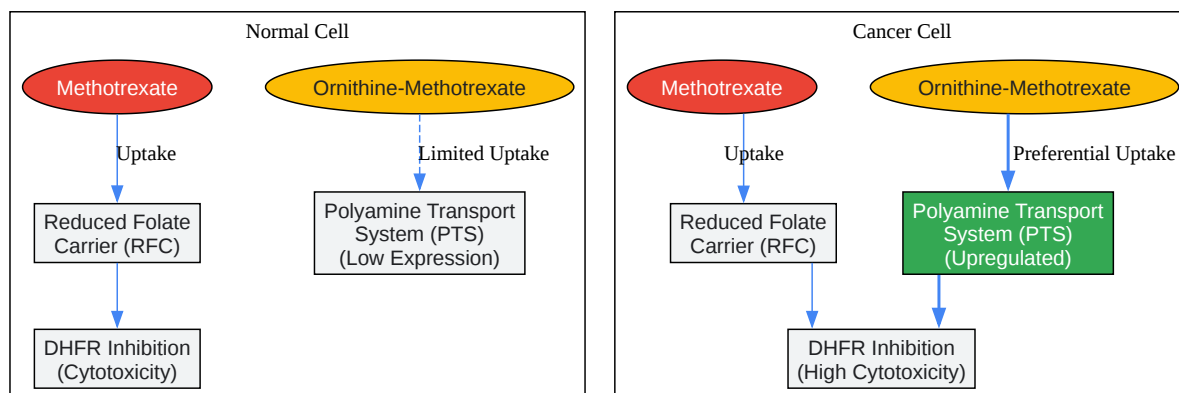 Normal Cell
Methotrexate
Ornithine-Methotrexate
Uptake
Limited Uptake
Reduced Folate
Carrier (RFC)
Polyamine Transport
System (PTS)
(Low Expression)
DHFR Inhibition
(Cytotoxicity)
Cancer Cell
Methotrexate
Ornithine-Methotrexate
Uptake
Preferential Uptake
Reduced Folate
Carrier (RFC)
Polyamine Transport
System (PTS)
(Upregulated)
DHFR Inhibition
(High Cytotoxicity)